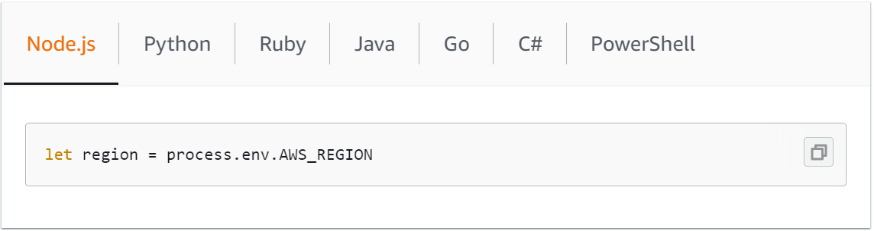 Node.js Python Ruby Java Go C# PowerShell
let region = process.env.AWS_REGION